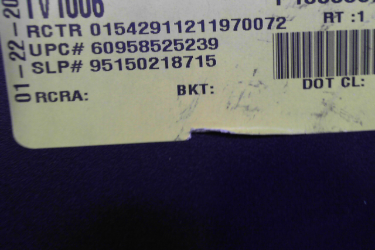 TV1006
RCTR 01542911211970072
RT :1
UPC# 60958525239
SLP# 95150218715
RCRA:
BKT:
DOT CL:
01-22-20